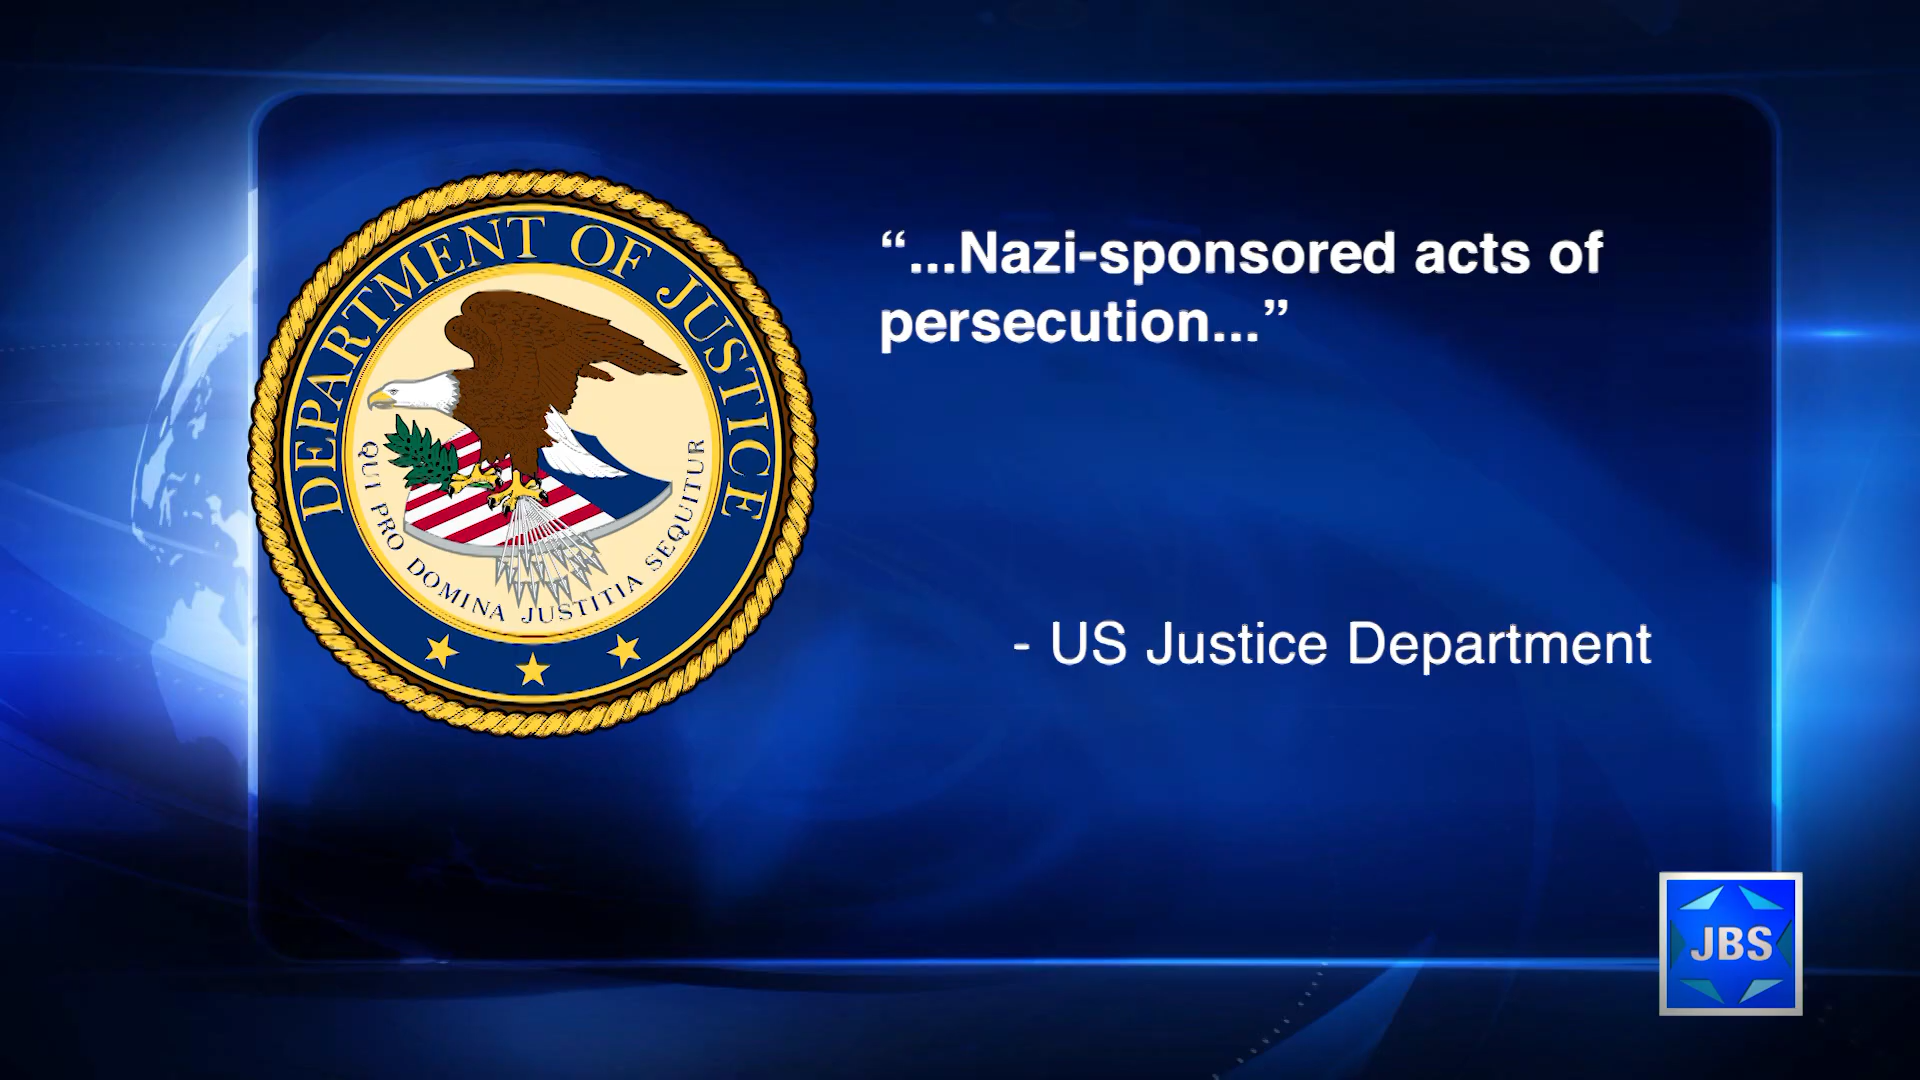 DEPARTMENT OF JUSTICE
QUI PRO DOMINA JUSTITIA SEQUITUR
“...Nazi-sponsored acts of
persecution...”
- US Justice Department
JBS